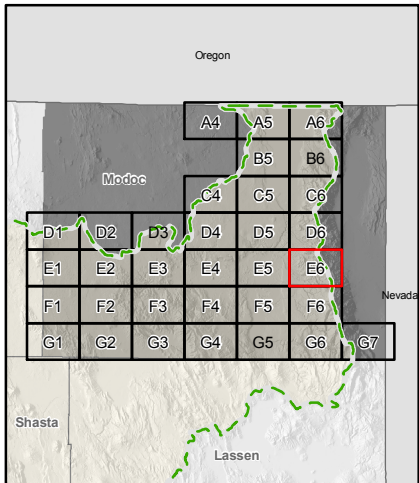 Oregon
A4 A5 A6
B5 B6
Modoc
C4 C5 C6
D1 D2 D3 D4 D5 D6
E1 E2 E3 E4 E5 E6
Nevada
F1 F2 F3 F4 F5 F6
G1 G2 G3 G4 G5 G6 G7
Shasta
Lassen